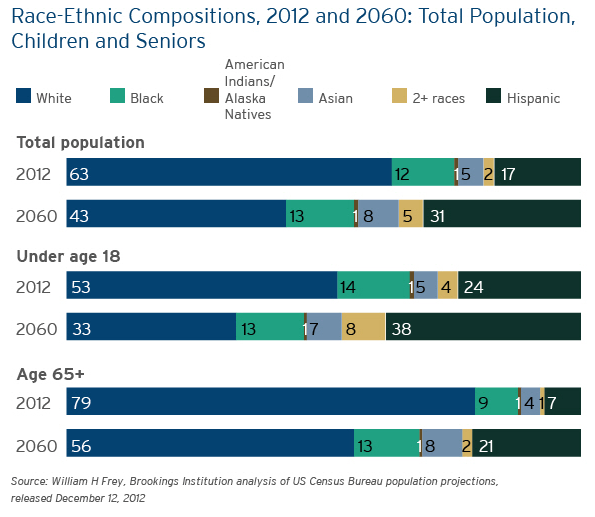 Race-Ethnic Compositions, 2012 and 2060: Total Population,
Children and Seniors
White
Black
American
Indians/
Alaska
Natives
Asian
2+ races
Hispanic
Total population
2012 63 12 1 5 2 17
2060 43 13 1 8 5 31
Under age 18
2012 53 14 1 5 4 24
2060 33 13 1 7 8 38
Age 65+
2012 79 9 1 4 1 7
2060 56 13 1 8 2 21
Source: William H Frey, Brookings Institution analysis of US Census Bureau population projections,
released December 12, 2012